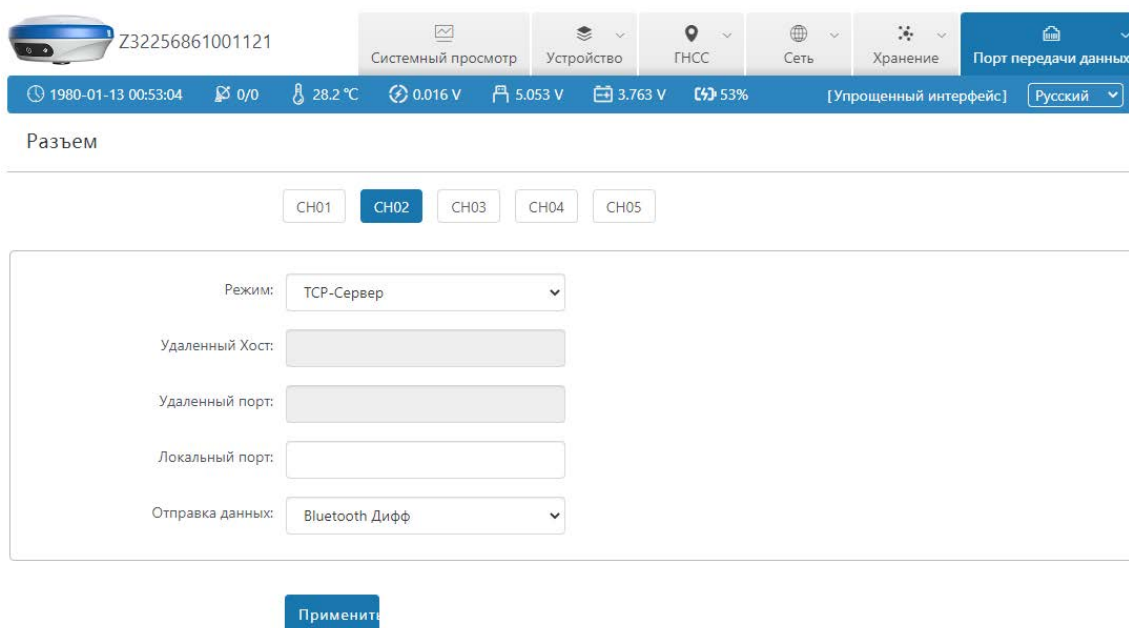 Z32256861001121
Системный просмотр
Устройство
ГНСС
Сеть
Хранение
Порт передачи данных
1980-01-13 00:53:04 0/0 28.2 ℃ 0.016 V 5.053 V 3.763 V 53% [Упрощенный интерфейс] Русский
Разъем
CH01 CH02 CH03 CH04 CH05
Режим: TCP-Сервер
Удаленный Хост:
Удаленный порт:
Локальный порт:
Отправка данных: Bluetooth Дифф
Применить